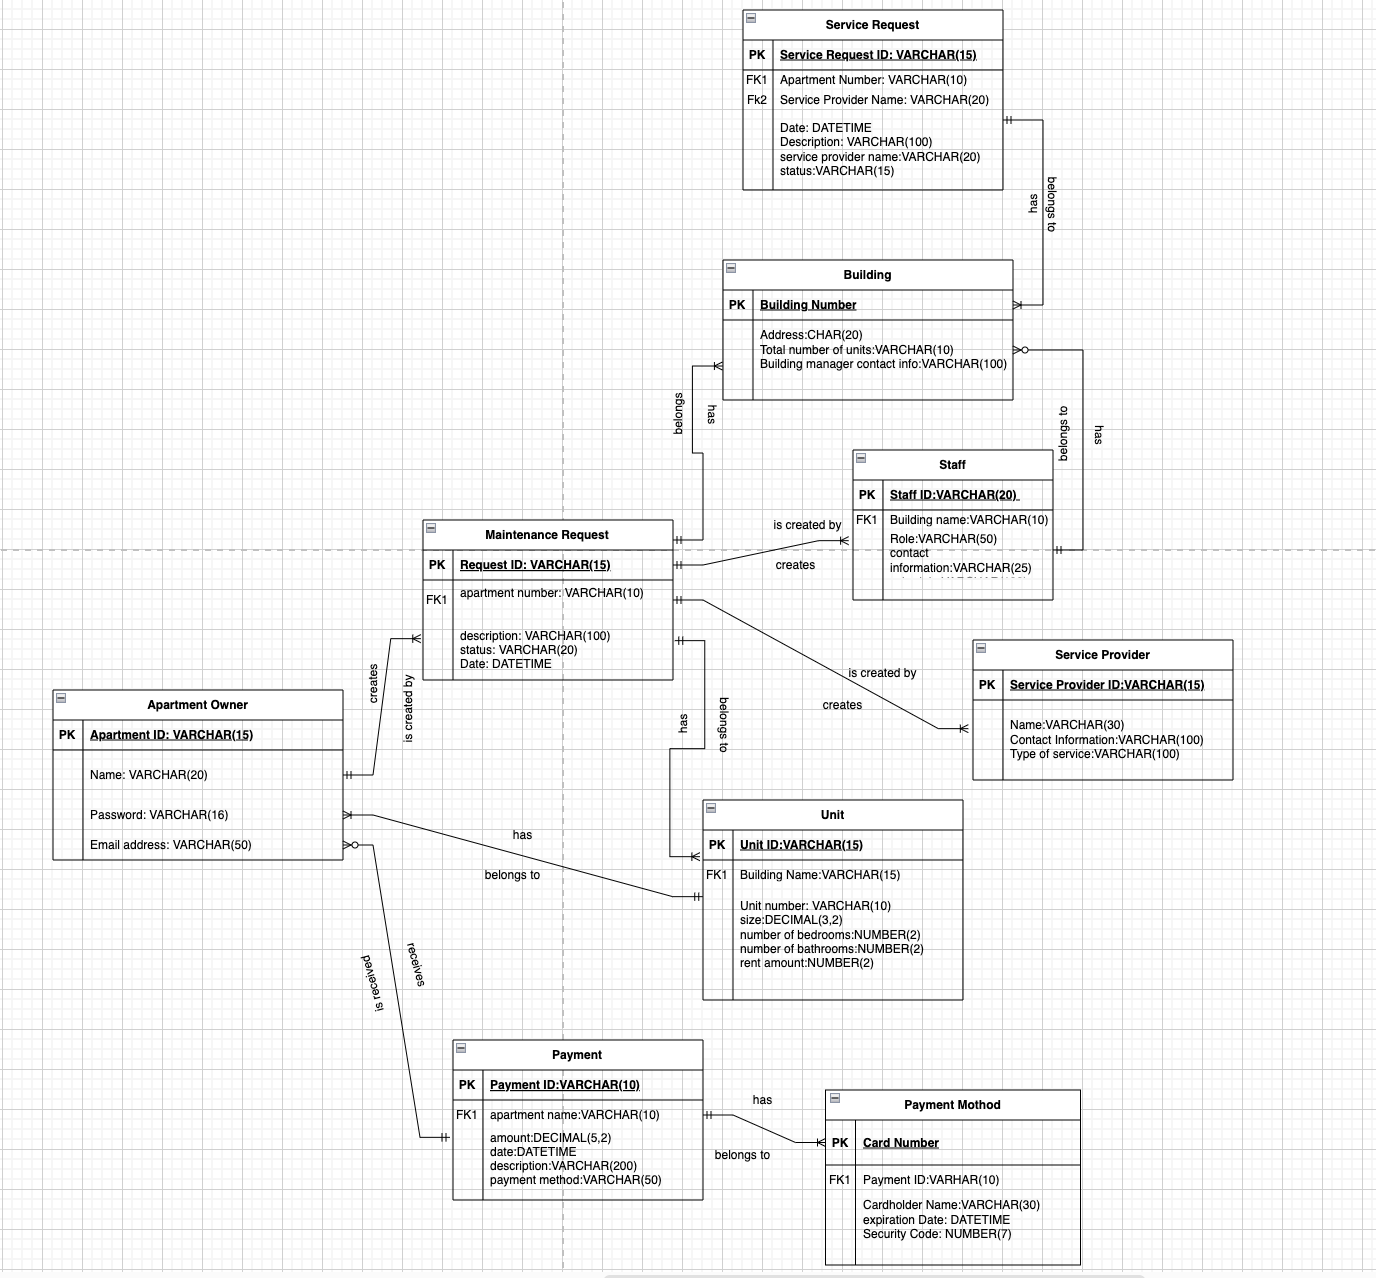 Service Request
PK Service Request ID: VARCHAR(15)
FK1 Apartment Number: VARCHAR(10)
Fk2 Service Provider Name: VARCHAR(20)
Date: DATETIME
Description: VARCHAR(100)
service provider name:VARCHAR(20)
status:VARCHAR(15)
has
belongs to
Building
PK Building Number
Address:CHAR(20)
Total number of units:VARCHAR(10)
Building manager contact info:VARCHAR(100)
belongs
has
belongs to
has
Staff
PK Staff ID:VARCHAR(20)
FK1 Building name:VARCHAR(10)
Role:VARCHAR(50)
contact
information:VARCHAR(25)
Maintenance Request
PK Request ID: VARCHAR(15)
FK1 apartment number: VARCHAR(10)
description: VARCHAR(100)
status: VARCHAR(20)
Date: DATETIME
is created by
creates
is created by
creates
Service Provider
PK Service Provider ID:VARCHAR(15)
Name:VARCHAR(30)
Contact Information:VARCHAR(100)
Type of service:VARCHAR(100)
creates
is created by
has
belongs to
Apartment Owner
PK Apartment ID: VARCHAR(15)
Name: VARCHAR(20)
Password: VARCHAR(16)
Email address: VARCHAR(50)
has
belongs to
Unit
PK Unit ID:VARCHAR(15)
FK1 Building Name:VARCHAR(15)
Unit number: VARCHAR(10)
size:DECIMAL(3,2)
number of bedrooms:NUMBER(2)
number of bathrooms:NUMBER(2)
rent amount:NUMBER(2)
is received
receives
Payment
PK Payment ID:VARCHAR(10)
FK1 apartment name:VARCHAR(10)
amount:DECIMAL(5,2)
date:DATETIME
description:VARCHAR(200)
payment method:VARCHAR(50)
has
belongs to
Payment Mothod
PK Card Number
FK1 Payment ID:VARHAR(10)
Cardholder Name:VARCHAR(30)
expiration Date: DATETIME
Security Code: NUMBER(7)